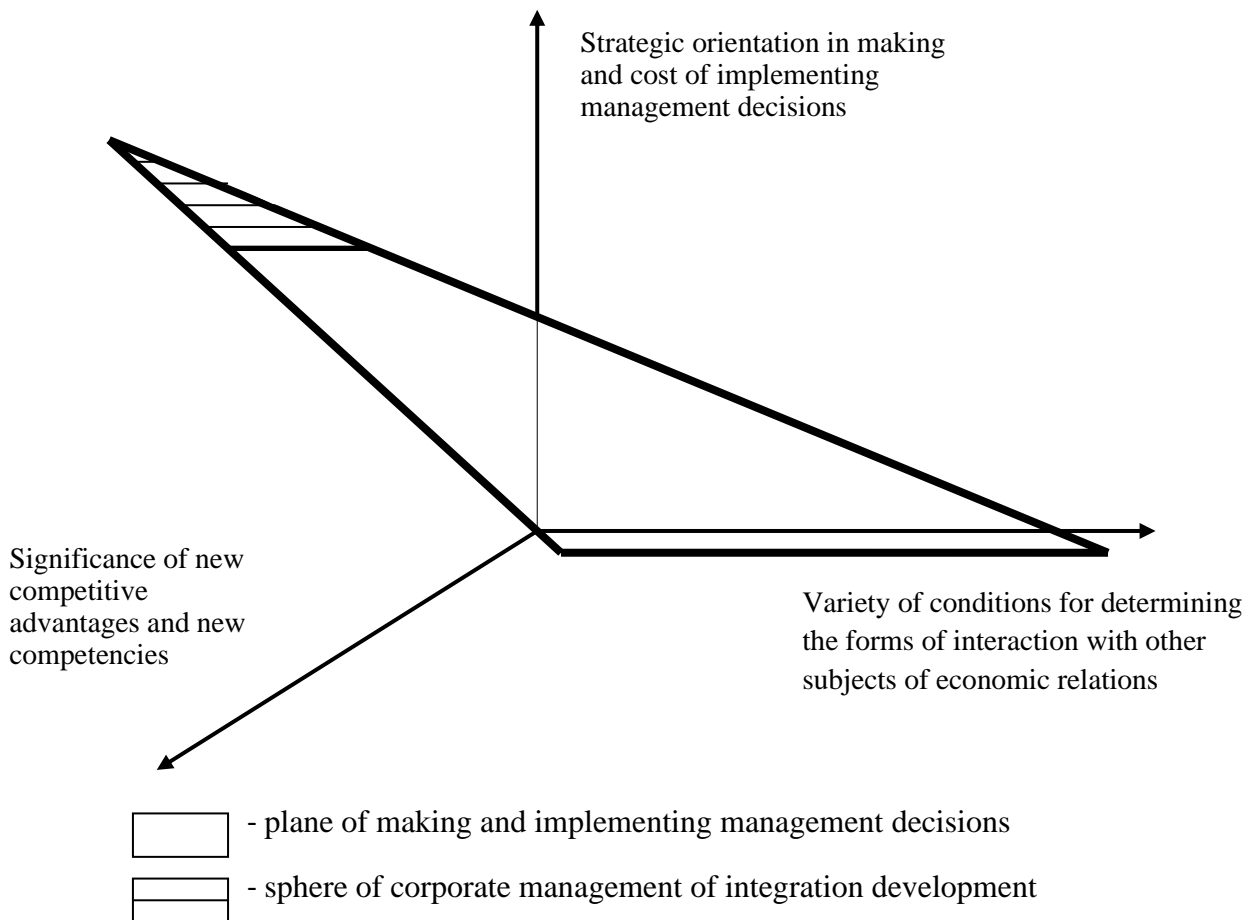 Strategic orientation in making
and cost of implementing
management decisions
Significance of new
competitive
advantages and new
competencies
Variety of conditions for determining
the forms of interaction with other
subjects of economic relations
- plane of making and implementing management decisions
- sphere of corporate management of integration development